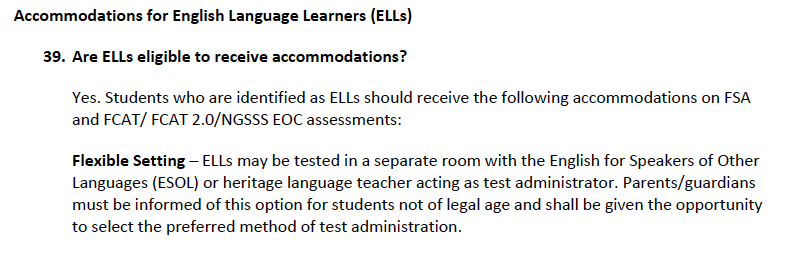 Accommodations for English Language Learners (ELLs)
39. Are ELLs eligible to receive accommodations?
Yes. Students who are identified as ELLs should receive the following accommodations on FSA
and FCAT/ FCAT 2.0/NGSSS EOC assessments:
Flexible Setting – ELLs may be tested in a separate room with the English for Speakers of Other
Languages (ESOL) or heritage language teacher acting as test administrator. Parents/guardians
must be informed of this option for students not of legal age and shall be given the opportunity
to select the preferred method of test administration.